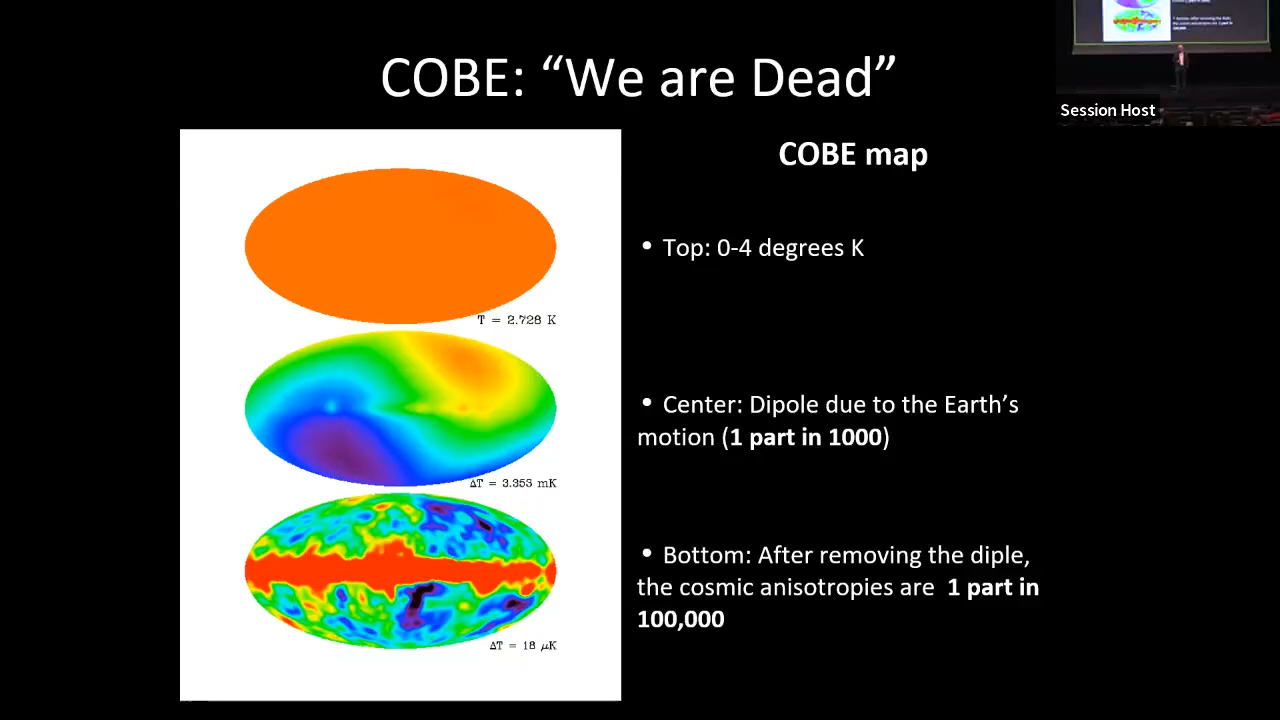 COBE: “We are Dead”
Session Host
COBE map
• Top: 0-4 degrees K
T = 2.728 K
• Center: Dipole due to the Earth’s
motion (1 part in 1000)
ΔT = 3.353 mK
• Bottom: After removing the diple,
the cosmic anisotropies are 1 part in
100,000
ΔT = 18 μK